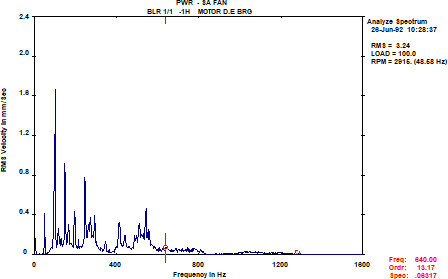 PWR - SA FAN
BLR 1/1 -1H MOTOR D.E BRG
Analyze Spectrum
26-Jun-92 10:28:37
RMS = 3.24
LOAD = 100.0
RPM = 2915. (48.58 Hz)
RMS Velocity in mm/Sec
2.4
2.0
1.6
1.2
0.8
0.4
0
0
400
800
1200
1600
Frequency in Hz
Freq: 640.00
Ordr: 13.17
Spec: .06317